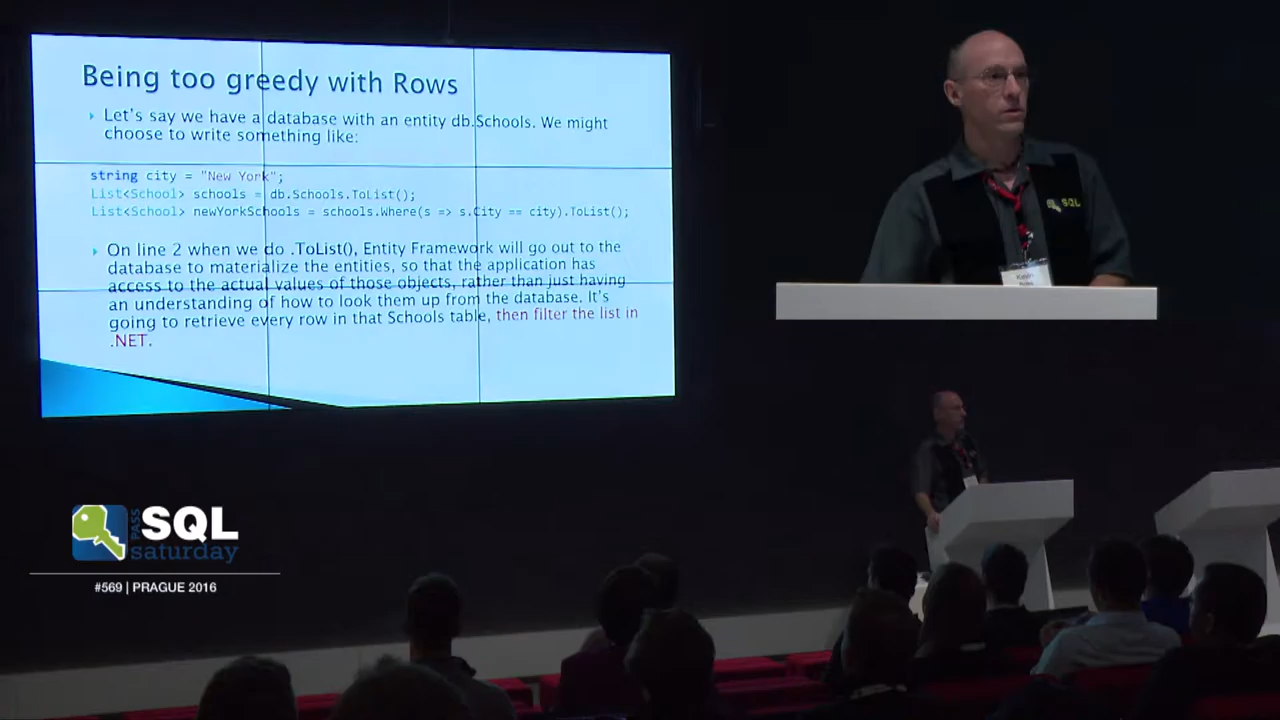 Being too greedy with Rows
Let's say we have a database with an entity db.Schools. We might
choose to write something like:
string city = "New York";
List<School> schools = db.Schools.ToList();
List<School> newYorkSchools = schools.Where(s => s.City == city).ToList();
On line 2 when we do .ToList(), Entity Framework will go out to the
database to materialize the entities, so that the application has
access to the actual values of those objects, rather than just having
an understanding of how to look them up from the database. It's
going to retrieve every row in that Schools table, then filter the list in
.NET.
SQL
PASS
SQL
saturday
#569 | PRAGUE 2016